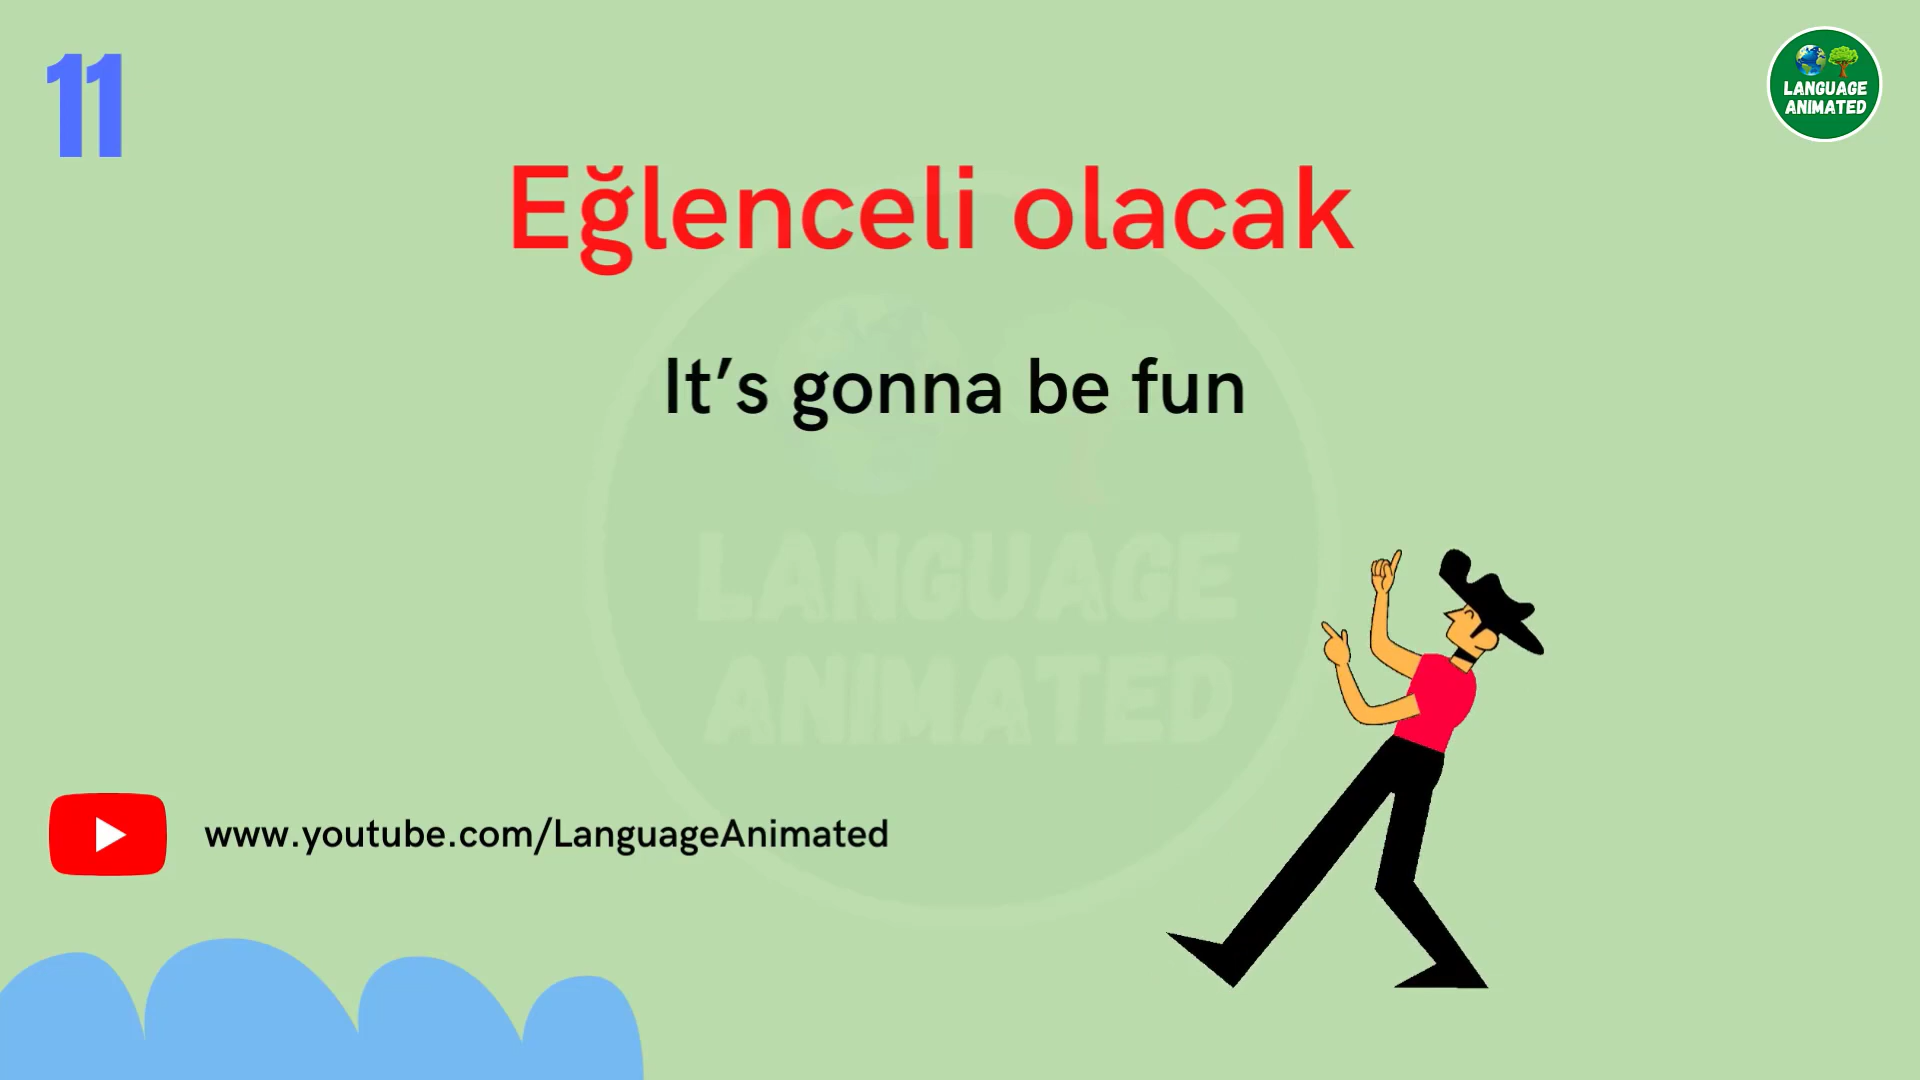 11
LANGUAGE
ANIMATED
Eğlenceli olacak
It’s gonna be fun
LANGUAGE
ANIMATED
www.youtube.com/LanguageAnimated